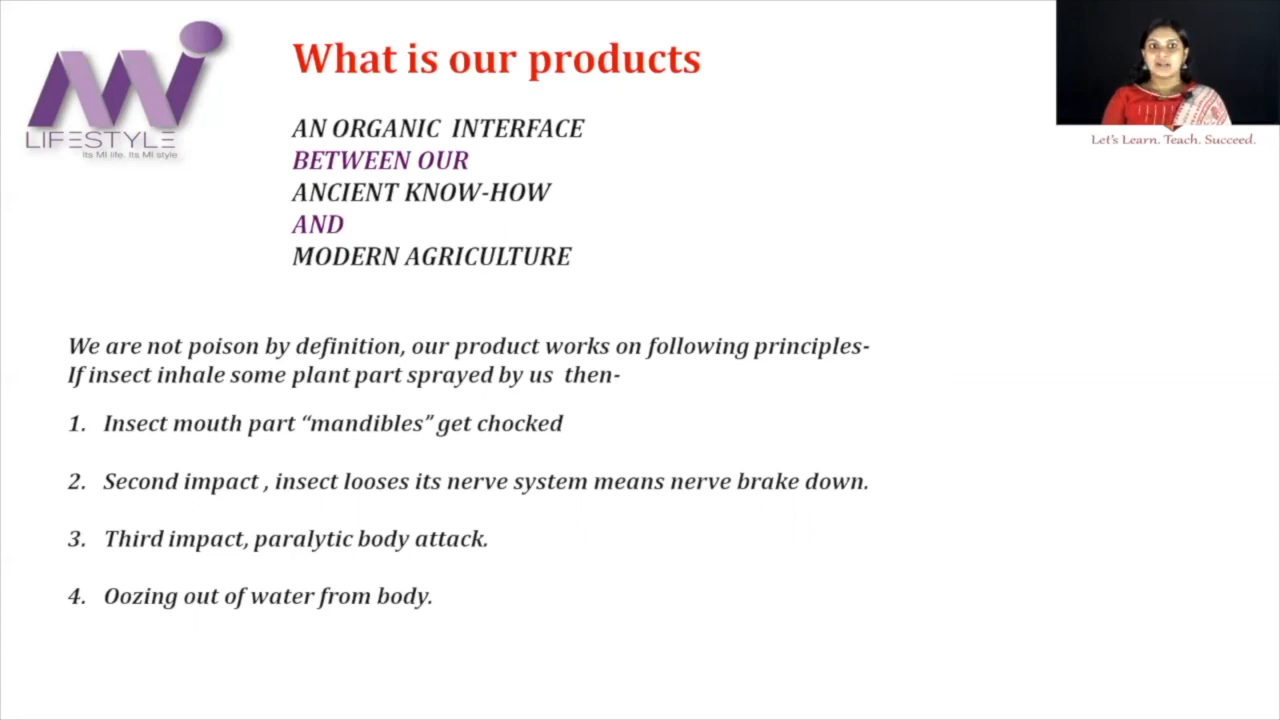 Mi
LIFESTYLE
Its MI life. Its MI style
What is our products
Let's Learn. Teach. Succeed.
AN ORGANIC INTERFACE
BETWEEN OUR
ANCIENT KNOW-HOW
AND
MODERN AGRICULTURE
We are not poison by definition, our product works on following principles-
If insect inhale some plant part sprayed by us then-
1. Insect mouth part “mandibles” get chocked
2. Second impact , insect looses its nerve system means nerve brake down.
3. Third impact, paralytic body attack.
4. Oozing out of water from body.